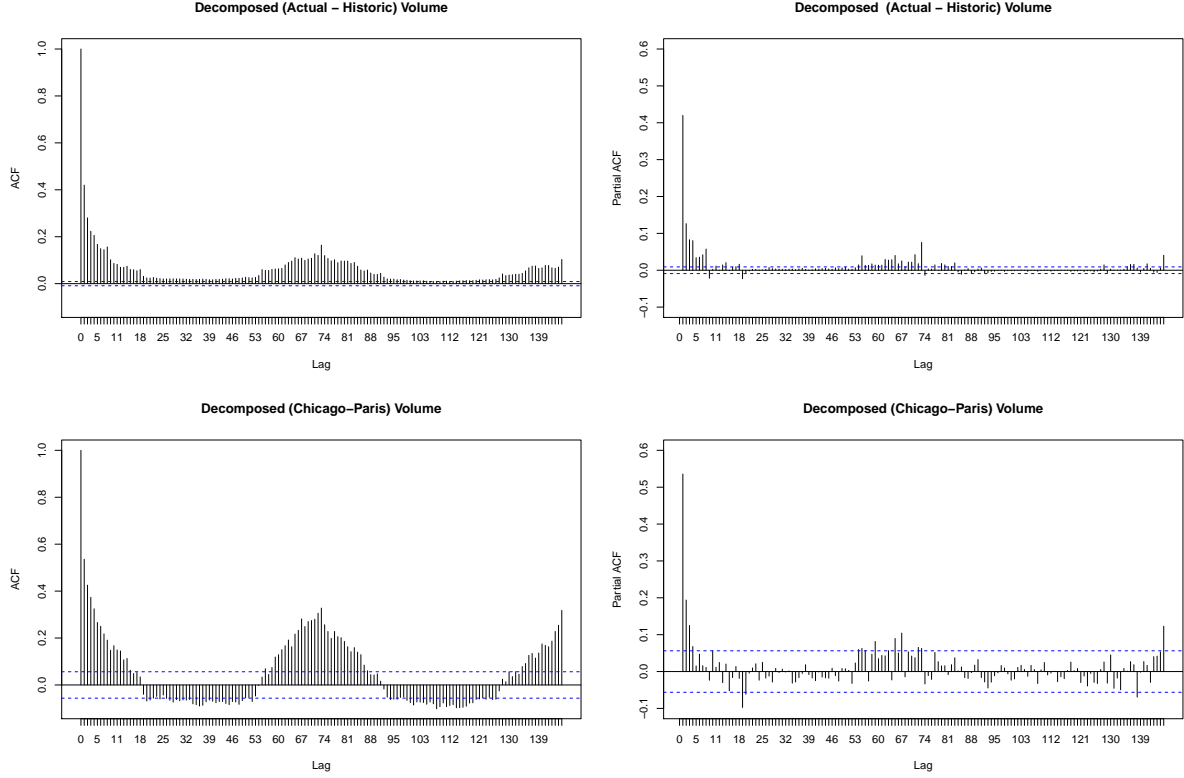 Decomposed (Actual − Historic) Volume
ACF
1.0
0.8
0.6
0.4
0.2
0.0
0 5 11 18 25 32 39 46 53 60 67 74 81 88 95 103 112 121 130 139
Lag
Decomposed (Actual − Historic) Volume
Partial ACF
0.6
0.5
0.4
0.3
0.2
0.1
0.0
−0.1
0 5 11 18 25 32 39 46 53 60 67 74 81 88 95 103 112 121 130 139
Lag
Decomposed (Chicago−Paris) Volume
ACF
1.0
0.8
0.6
0.4
0.2
0.0
0 5 11 18 25 32 39 46 53 60 67 74 81 88 95 103 112 121 130 139
Lag
Decomposed (Chicago−Paris) Volume
Partial ACF
0.6
0.5
0.4
0.3
0.2
0.1
0.0
−0.1
0 5 11 18 25 32 39 46 53 60 67 74 81 88 95 103 112 121 130 139
Lag